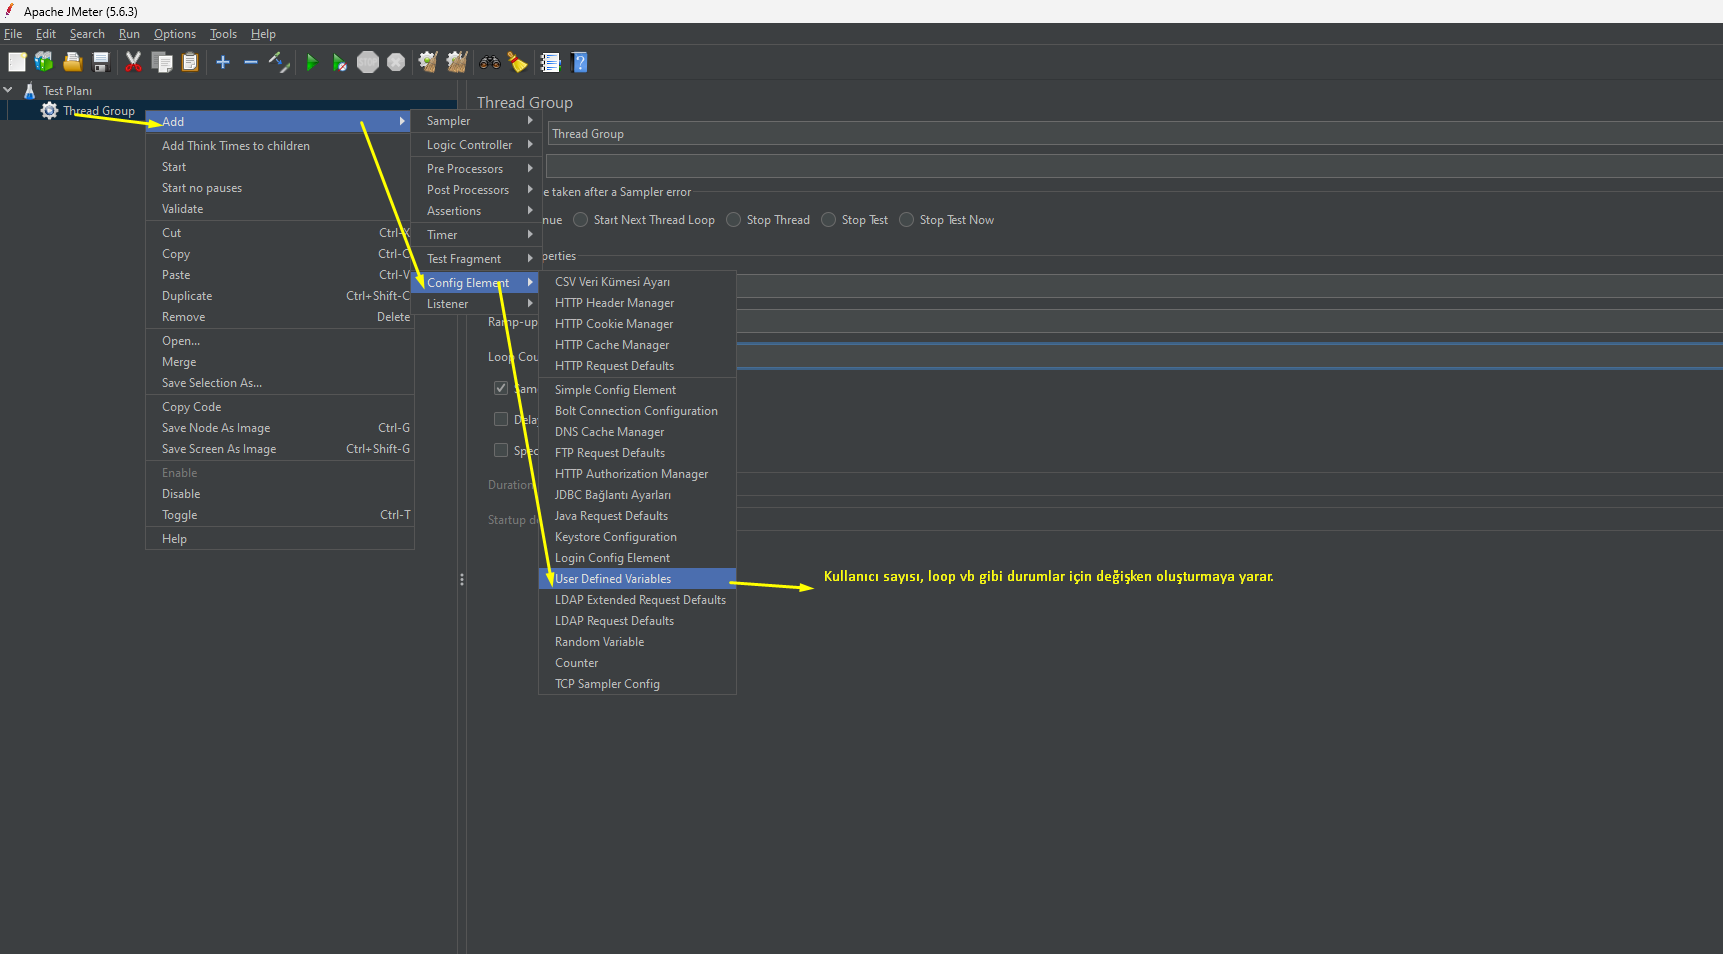 Apache JMeter (5.6.3)
File Edit Search Run Options Tools Help
STOP
Test Planı
Thread Group
Add
Add Think Times to children
Start
Start no pauses
Validate
Cut Ctrl-X
Copy Ctrl-C
Paste Ctrl-V
Duplicate Ctrl+Shift-C
Remove Delete
Open...
Merge
Save Selection As...
Copy Code
Save Node As Image Ctrl-G
Save Screen As Image Ctrl+Shift-G
Enable
Disable
Toggle Ctrl-T
Help
Sampler
Logic Controller
Pre Processors
Post Processors
Assertions
Timer
Test Fragment
Config Element
Listener
CSV Veri Kümesi Ayarı
HTTP Header Manager
HTTP Cookie Manager
HTTP Cache Manager
HTTP Request Defaults
Simple Config Element
Bolt Connection Configuration
DNS Cache Manager
FTP Request Defaults
HTTP Authorization Manager
JDBC Bağlantı Ayarları
Java Request Defaults
Keystore Configuration
Login Config Element
User Defined Variables
LDAP Extended Request Defaults
LDAP Request Defaults
Random Variable
Counter
TCP Sampler Config
Thread Group
Thread Group
e taken after a Sampler error
nue Start Next Thread Loop Stop Thread Stop Test Stop Test Now
perties
Ramp-up
Loop Cou
Sam
Delay
Spec
Duration
Startup de
Kullanıcı sayısı, loop vb gibi durumlar için değişken oluşturmaya yarar.